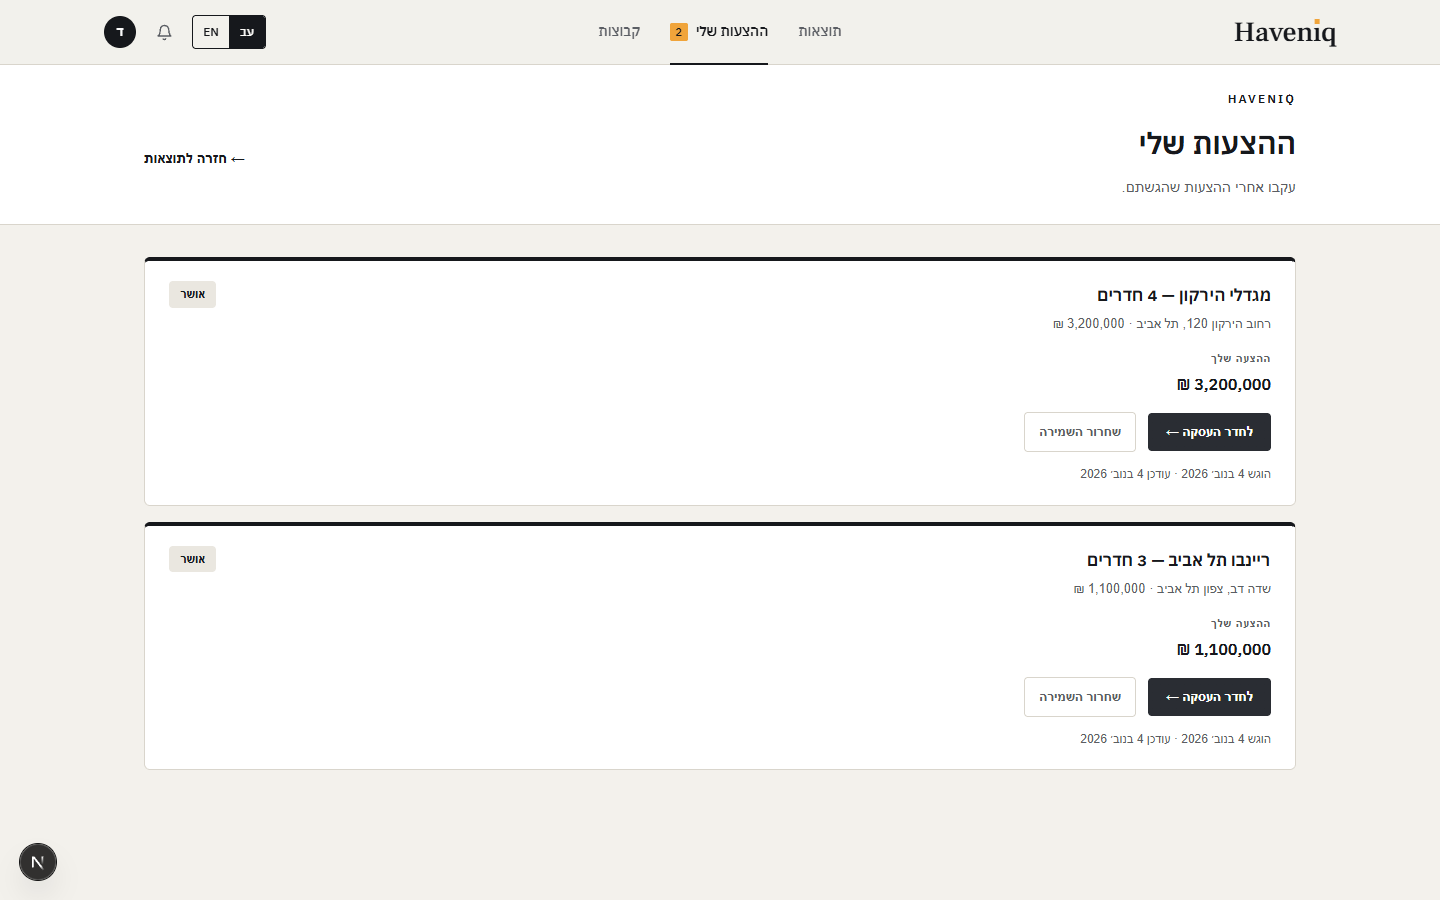 Haveniq
תוצאות
ההצעות שלי 2
קבוצות
עב EN
ד
HAVENIQ
ההצעות שלי
עקבו אחרי ההצעות שהגשתם.
← חזרה לתוצאות
מגדלי הירקון — 4 חדרים
אושר
רחוב הירקון 120, תל אביב · 3,200,000 ₪
ההצעה שלך
3,200,000 ₪
לחדר העסקה ←
שחרור השמירה
הוגש 4 בנוב׳ 2026 · עודכן 4 בנוב׳ 2026
ריינבו תל אביב — 3 חדרים
אושר
שדה דב, צפון תל אביב · 1,100,000 ₪
ההצעה שלך
1,100,000 ₪
לחדר העסקה ←
שחרור השמירה
הוגש 4 בנוב׳ 2026 · עודכן 4 בנוב׳ 2026
N